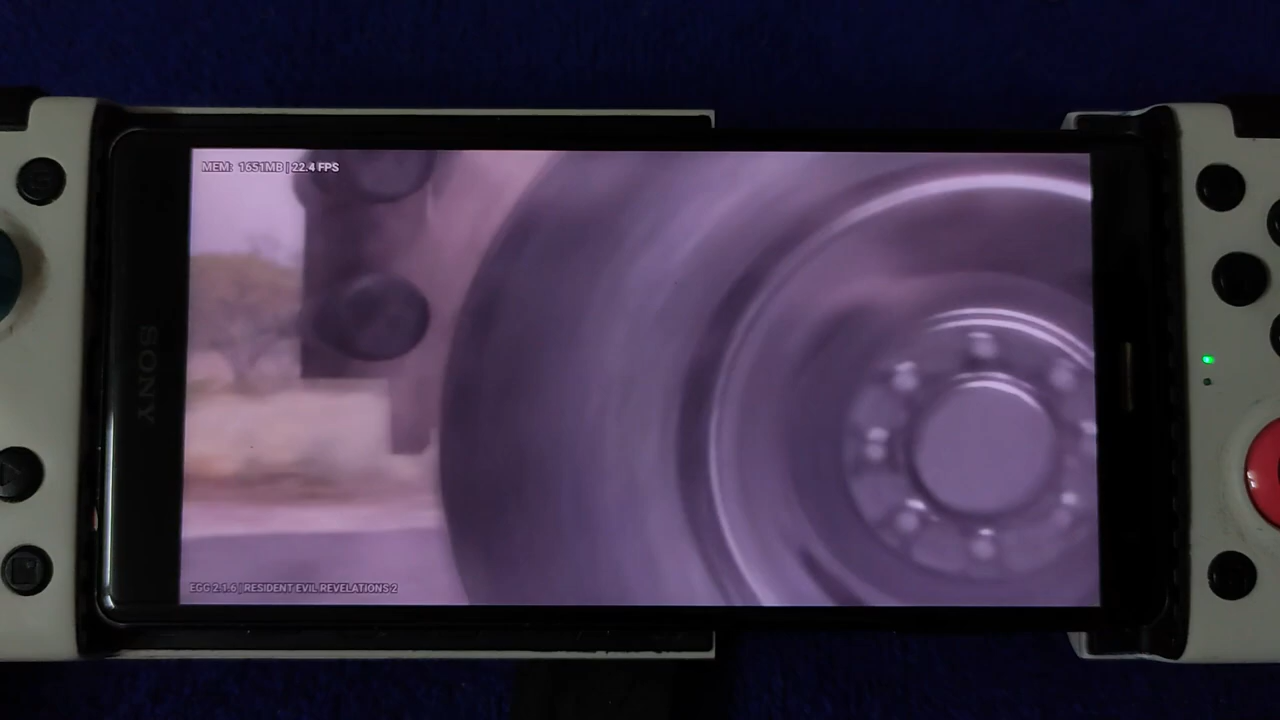 MEM: 1651MB | 22.4 FPS
SONY
EGG 2.1.6 | RESIDENT EVIL REVELATIONS 2